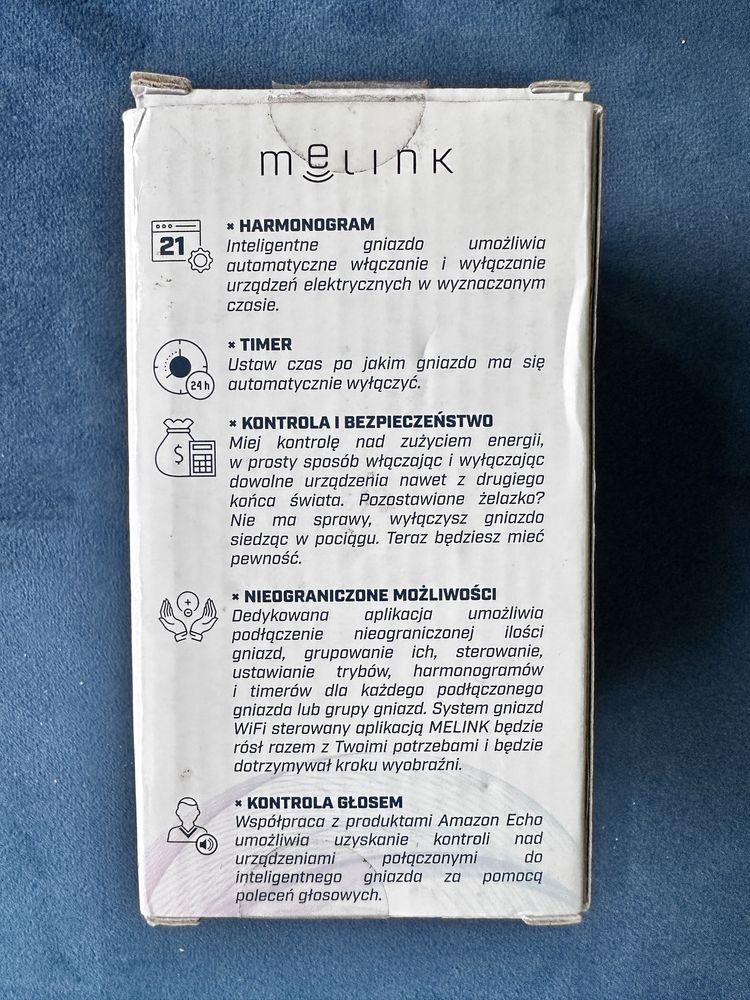 meLINK
21
× HARMONOGRAM
Inteligentne gniazdo umożliwia
automatyczne włączanie i wyłączanie
urządzeń elektrycznych w wyznaczonym
czasie.
24 h
× TIMER
Ustaw czas po jakim gniazdo ma się
automatycznie wyłączyć.
$
× KONTROLA I BEZPIECZEŃSTWO
Miej kontrolę nad zużyciem energii,
w prosty sposób włączając i wyłączając
dowolne urządzenia nawet z drugiego
końca świata. Pozostawione żelazko?
Nie ma sprawy, wyłączysz gniazdo
siedząc w pociągu. Teraz będziesz mieć
pewność.
× NIEOGRANICZONE MOŻLIWOŚCI
Dedykowana aplikacja umożliwia
podłączenie nieograniczonej ilości
gniazd, grupowanie ich, sterowanie,
ustawianie trybów, harmonogramów
i timerów dla każdego podłączonego
gniazda lub grupy gniazd. System gniazd
WiFi sterowany aplikacją MELINK będzie
rósł razem z Twoimi potrzebami i będzie
dotrzymywał kroku wyobraźni.
× KONTROLA GŁOSEM
Współpraca z produktami Amazon Echo
umożliwia uzyskanie kontroli nad
urządzeniami połączonymi do
inteligentnego gniazda za pomocą
poleceń głosowych.